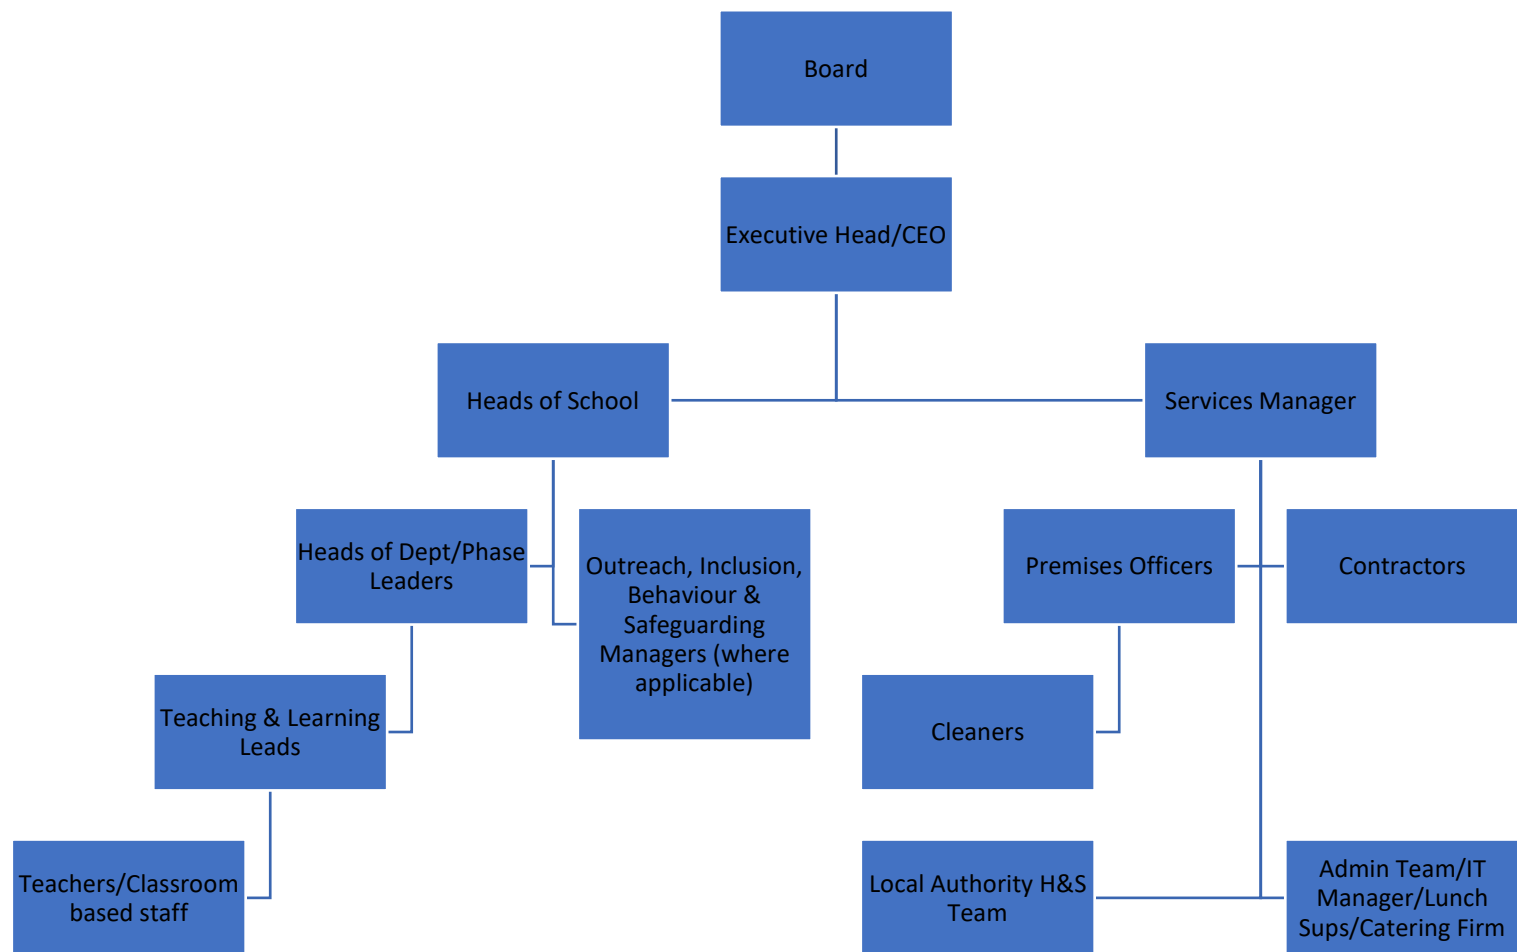 Board
Executive Head/CEO
Heads of School
Services Manager
Heads of Dept/Phase
Leaders
Outreach, Inclusion,
Behaviour &
Safeguarding
Managers (where
applicable)
Premises Officers
Contractors
Teaching & Learning
Leads
Cleaners
Teachers/Classroom
based staff
Local Authority H&S
Team
Admin Team/IT
Manager/Lunch
Sups/Catering Firm